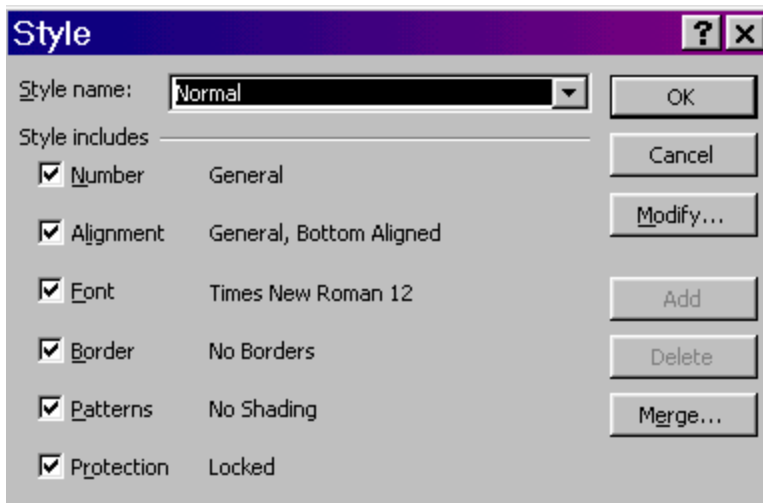 Style
Style name: Normal OK
Style includes Cancel
Number General
Modify...
Alignment General, Bottom Aligned
Font Times New Roman 12 Add
Border No Borders Delete
Patterns No Shading Merge...
Protection Locked